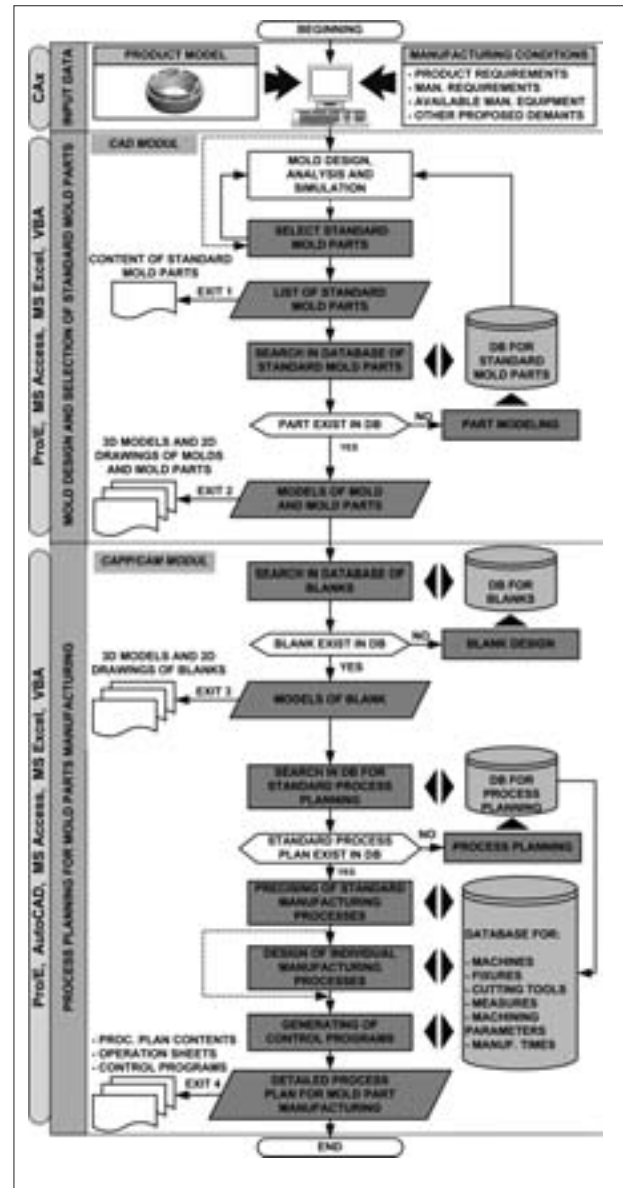 BEGINNING
CAx
INPUT DATA
PRODUCT MODEL
MANUFACTURING CONDITIONS
- PRODUCT REQUIREMENTS
- MAN. REQUIREMENTS
- AVAILABLE MAN. EQUIPMENT
- OTHER PROPOSED DEMANTS
Pro/E, MS Access, MS Excel, VBA
MOLD DESIGN AND SELECTION OF STANDARD MOLD PARTS
CAD MODUL
MOLD DESIGN,
ANALYSIS AND
SIMULATION
SELECT STANDARD
MOLD PARTS
CONTENT OF STANDARD
MOLD PARTS
EXIT 1
LIST OF STANDARD
MOLD PARTS
SEARCH IN DATABASE OF
STANDARD MOLD PARTS
DB FOR
STANDARD
MOLD PARTS
PART EXIST IN DB
NO
PART MODELING
YES
3D MODELS AND 2D
DRAWINGS OF MOLDS
AND MOLD PARTS
EXIT 2
MODELS OF MOLD
AND MOLD PARTS
Pro/E, AutoCAD, MS Access, MS Excel, VBA
PROCESS PLANNING FOR MOLD PARTS MANUFACTURING
CAPP/CAM MODUL
SEARCH IN DATABASE OF
BLANKS
DB FOR
BLANKS
BLANK EXIST IN DB
NO
BLANK DESIGN
YES
3D MODELS AND 2D
DRAWINGS OF BLANKS
EXIT 3
MODELS OF BLANK
SEARCH IN DB FOR
STANDARD PROCESS
PLANNING
DB FOR
PROCESS
PLANNING
STANDARD PROCESS
PLAN EXIST IN DB
NO
PROCESS PLANNING
YES
PRECISING OF STANDARD
MANUFACTURING
PROCESSES
DESIGN OF INDIVIDUAL
MANUFACTURING
PROCESSES
GENERATING OF
CONTROL PROGRAMS
DATABASE FOR:
- MACHINES
- FIXTURES
- CUTTING TOOLS
- MEASURES
- MACHINING
PARAMETERS
- MANUF. TIMES
- PROC. PLAN CONTENTS
- OPERATION SHEETS
- CONTROL PROGRAMS
EXIT 4
DETAILED PROCESS
PLAN FOR MOLD PART
MANUFACTURING
END